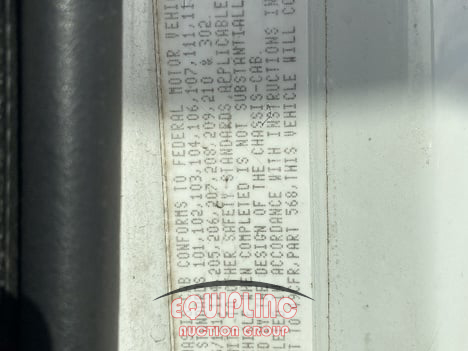 B CONFORMS TO FEDERAL MOTOR VEHI
S 101,102,103,104,106,107,111,11
205,206,207,208,209,210 & 302
THER SAFETY STANDARDS APPLICABLE
EN COMPLETED IS NOT SUBSTANTIALL
DESIGN OF THE CHASSIS-CAB.
ACCORDANCE WITH INSTRUCTIONS IN
FR,PART 568,THIS VEHICLE WILL CO
EQUIPLINC
AUCTION GROUP